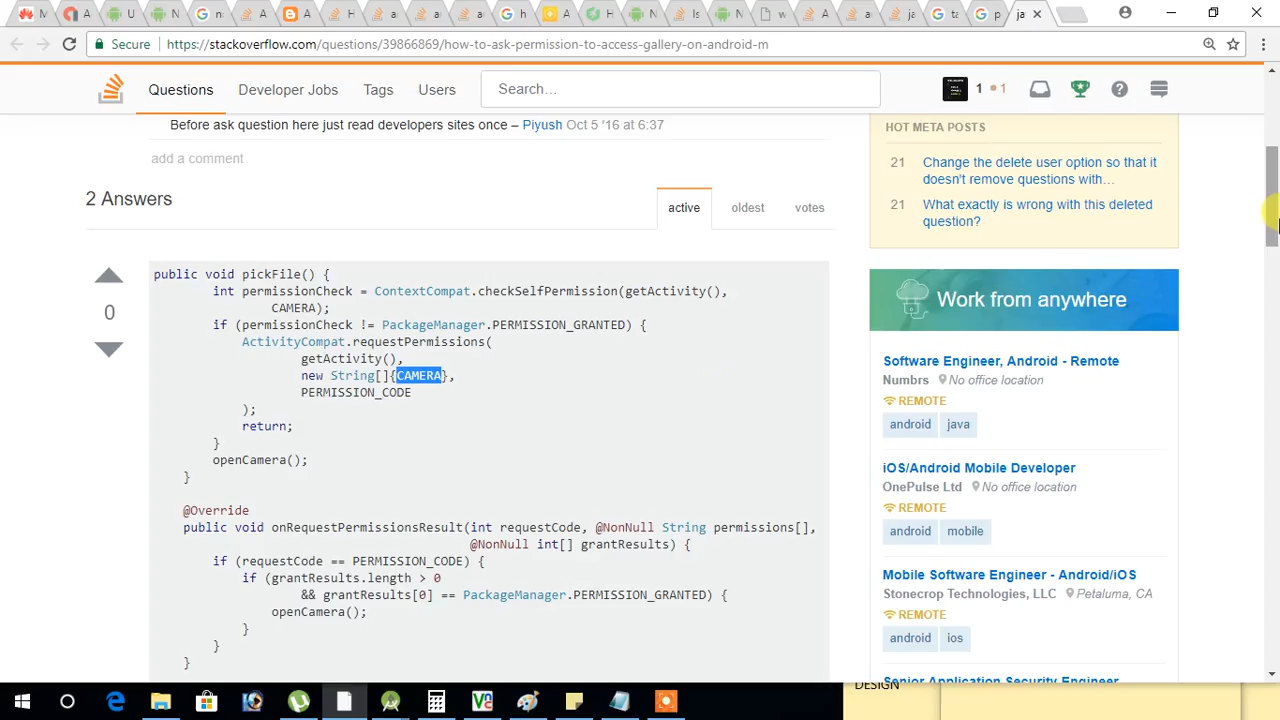 M
A
U
N
n
A
A
H
a
a
a
h
A
H
N
Is
N
w
A
a
ja
ta
p
ja
Secure
https://stackoverflow.com/questions/39866869/how-to-ask-permission-to-access-gallery-on-android-m
Questions
Developer Jobs
Tags
Users
Search...
1 • 1
Before ask question here just read developers sites once – Piyush Oct 5 '16 at 6:37
add a comment
2 Answers
active
oldest
votes
0
public void pickFile() {
int permissionCheck = ContextCompat.checkSelfPermission(getActivity(),
CAMERA);
if (permissionCheck != PackageManager.PERMISSION_GRANTED) {
ActivityCompat.requestPermissions(
getActivity(),
new String[]{CAMERA},
PERMISSION_CODE
);
return;
}
openCamera();
}
@Override
public void onRequestPermissionsResult(int requestCode, @NonNull String permissions[],
@NonNull int[] grantResults) {
if (requestCode == PERMISSION_CODE) {
if (grantResults.length > 0
&& grantResults[0] == PackageManager.PERMISSION_GRANTED) {
openCamera();
}
}
}
HOT META POSTS
21 Change the delete user option so that it
doesn't remove questions with…
21 What exactly is wrong with this deleted
question?
Work from anywhere
Software Engineer, Android - Remote
Numbrs No office location
REMOTE
android java
iOS/Android Mobile Developer
OnePulse Ltd No office location
REMOTE
android mobile
Mobile Software Engineer - Android/iOS
Stonecrop Technologies, LLC Petaluma, CA
REMOTE
android ios
Senior Application Security Engineer
DESIGN